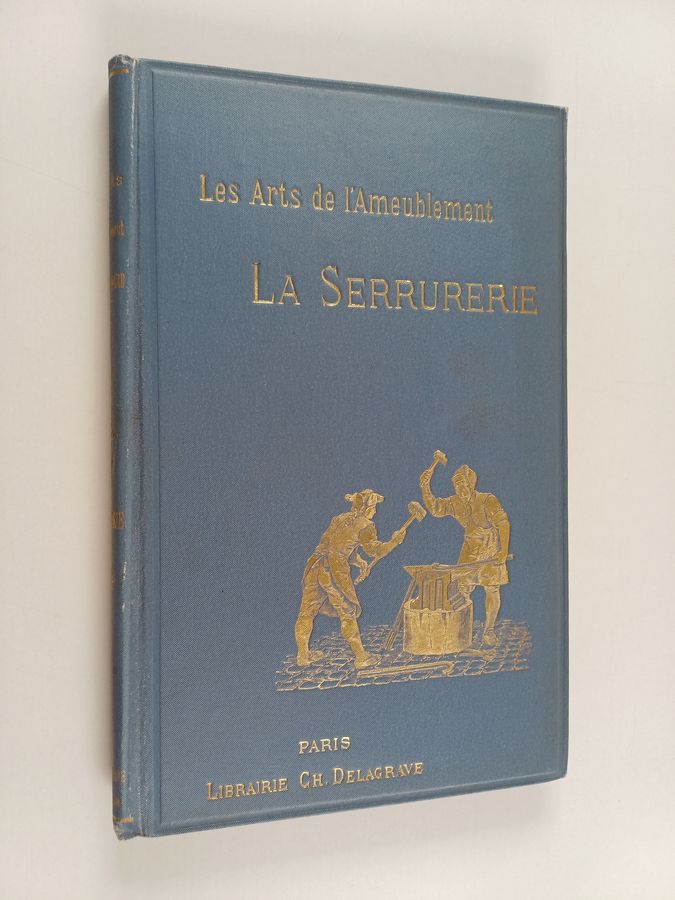 Les Arts de l'Ameublement
LA SERRURERIE
PARIS
LIBRAIRIE CH. DELAGRAVE